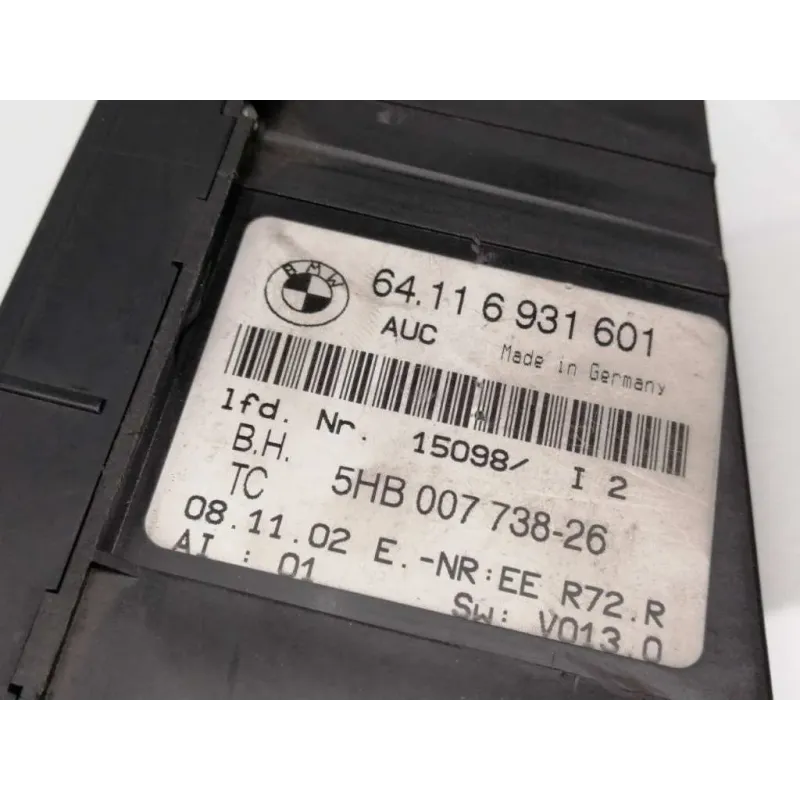 BMW
64.11 6 931 601
AUC Made in Germany
lfd. Nr. 15098/ I 2
B.H.
TC 5HB 007 738-26
08.11.02 E.-NR:EE R72.R
AI : 01 SW: V013.0